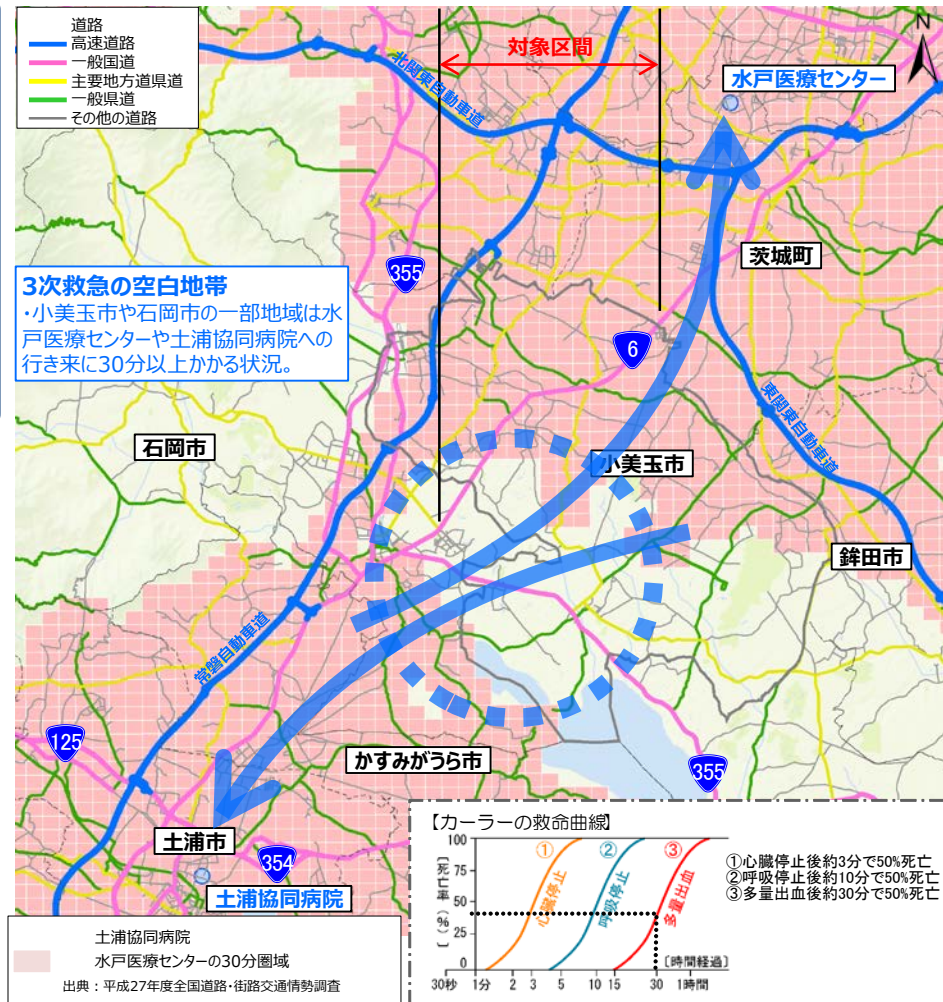 道路
高速道路
一般国道
主要地方道県道
一般県道
その他の道路
対象区間
N
水戸医療センター
北関東自動車道
茨城町
355
3次救急の空白地帯
・小美玉市や石岡市の一部地域は水
戸医療センターや土浦協同病院への
行き来に30分以上かかる状況。
6
東関東自動車道
石岡市
小美玉市
鉾田市
常磐自動車道
125
かすみがうら市
355
土浦市
354
土浦協同病院
土浦協同病院
水戸医療センターの30分圏域
出典：平成27年度全国道路・街路交通情勢調査
【カーラーの救命曲線】
100
75
50
25
0
〔死亡率(%)〕
① 心臓停止
② 呼吸停止
③ 多量出血
〔時間経過〕
30秒 1分 2 3 5 10 15 30 1時間
①心臓停止後約3分で50%死亡
②呼吸停止後約10分で50%死亡
③多量出血後約30分で50%死亡